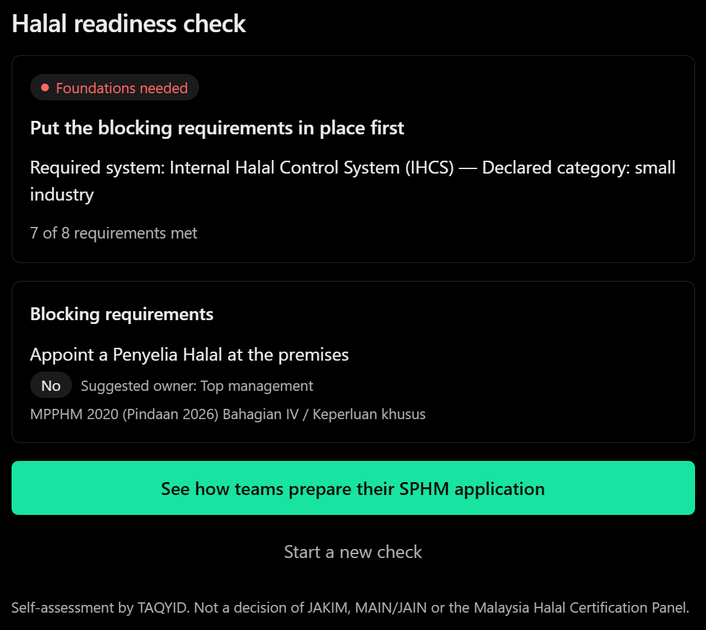 Halal readiness check
Foundations needed
Put the blocking requirements in place first
Required system: Internal Halal Control System (IHCS) — Declared category: small
industry
7 of 8 requirements met
Blocking requirements
Appoint a Penyelia Halal at the premises
No Suggested owner: Top management
MPPHM 2020 (Pindaan 2026) Bahagian IV / Keperluan khusus
See how teams prepare their SPHM application
Start a new check
Self-assessment by TAQYID. Not a decision of JAKIM, MAIN/JAIN or the Malaysia Halal Certification Panel.